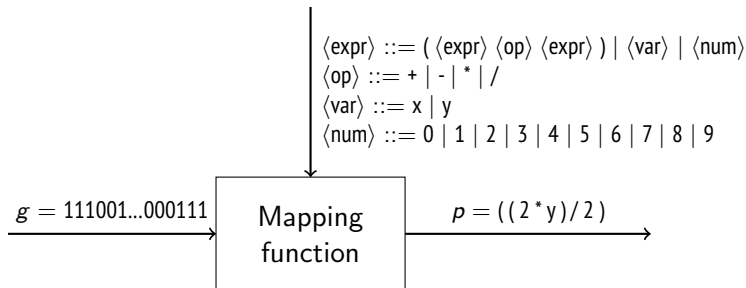 ⟨expr⟩ ::= ( ⟨expr⟩ ⟨op⟩ ⟨expr⟩ ) | ⟨var⟩ | ⟨num⟩
⟨op⟩ ::= + | - | * | /
⟨var⟩ ::= x | y
⟨num⟩ ::= 0 | 1 | 2 | 3 | 4 | 5 | 6 | 7 | 8 | 9
g = 111001...000111
Mapping
function
p = ( ( 2 * y ) / 2 )